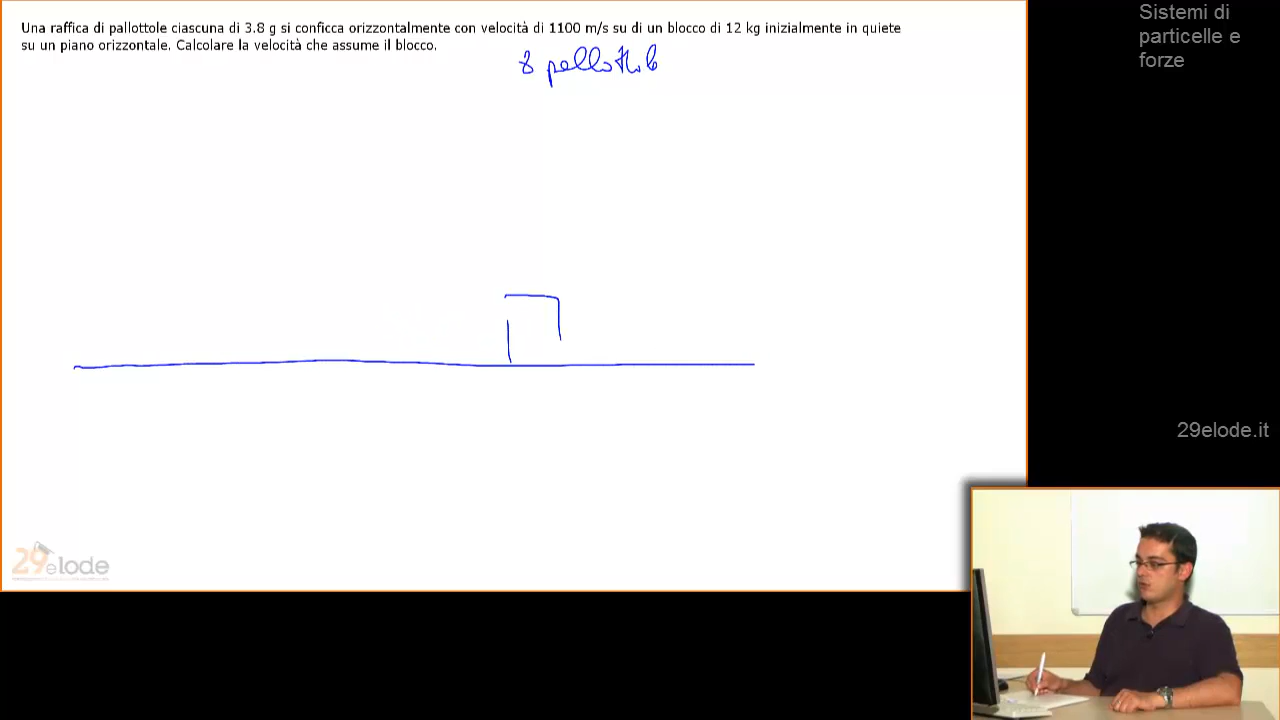 Una raffica di pallottole ciascuna di 3.8 g si conficca orizzontalmente con velocità di 1100 m/s su di un blocco di 12 kg inizialmente in quiete
su un piano orizzontale. Calcolare la velocità che assume il blocco.
8 pallottole
Sistemi di
particelle e
forze
29elode.it
29elode